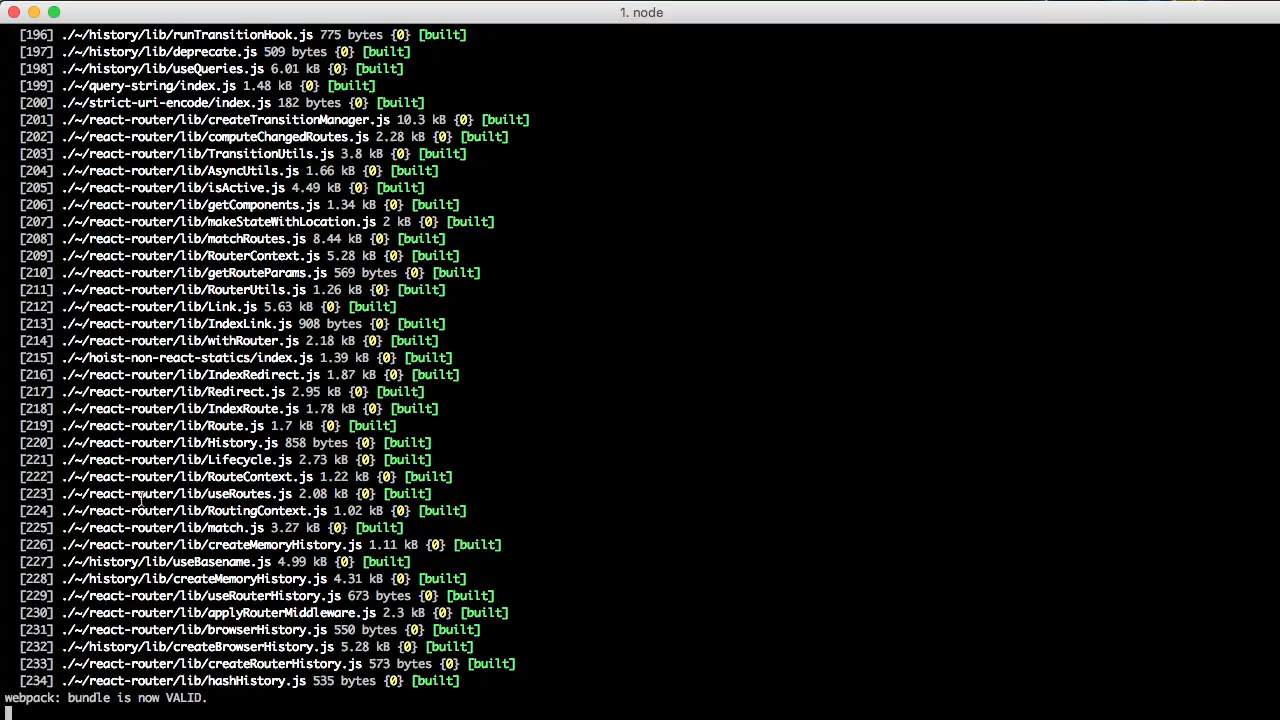 1. node
[196] ./~/history/lib/runTransitionHook.js 775 bytes {0} [built]
[197] ./~/history/lib/deprecate.js 509 bytes {0} [built]
[198] ./~/history/lib/useQueries.js 6.01 kB {0} [built]
[199] ./~/query-string/index.js 1.48 kB {0} [built]
[200] ./~/strict-uri-encode/index.js 182 bytes {0} [built]
[201] ./~/react-router/lib/createTransitionManager.js 10.3 kB {0} [built]
[202] ./~/react-router/lib/computeChangedRoutes.js 2.28 kB {0} [built]
[203] ./~/react-router/lib/TransitionUtils.js 3.8 kB {0} [built]
[204] ./~/react-router/lib/AsyncUtils.js 1.66 kB {0} [built]
[205] ./~/react-router/lib/isActive.js 4.49 kB {0} [built]
[206] ./~/react-router/lib/getComponents.js 1.34 kB {0} [built]
[207] ./~/react-router/lib/makeStateWithLocation.js 2 kB {0} [built]
[208] ./~/react-router/lib/matchRoutes.js 8.44 kB {0} [built]
[209] ./~/react-router/lib/RouterContext.js 5.28 kB {0} [built]
[210] ./~/react-router/lib/getRouteParams.js 569 bytes {0} [built]
[211] ./~/react-router/lib/RouterUtils.js 1.26 kB {0} [built]
[212] ./~/react-router/lib/Link.js 5.63 kB {0} [built]
[213] ./~/react-router/lib/IndexLink.js 908 bytes {0} [built]
[214] ./~/react-router/lib/withRouter.js 2.18 kB {0} [built]
[215] ./~/hoist-non-react-statics/index.js 1.39 kB {0} [built]
[216] ./~/react-router/lib/IndexRedirect.js 1.87 kB {0} [built]
[217] ./~/react-router/lib/Redirect.js 2.95 kB {0} [built]
[218] ./~/react-router/lib/IndexRoute.js 1.78 kB {0} [built]
[219] ./~/react-router/lib/Route.js 1.7 kB {0} [built]
[220] ./~/react-router/lib/History.js 858 bytes {0} [built]
[221] ./~/react-router/lib/Lifecycle.js 2.73 kB {0} [built]
[222] ./~/react-router/lib/RouteContext.js 1.22 kB {0} [built]
[223] ./~/react-router/lib/useRoutes.js 2.08 kB {0} [built]
[224] ./~/react-router/lib/RoutingContext.js 1.02 kB {0} [built]
[225] ./~/react-router/lib/match.js 3.27 kB {0} [built]
[226] ./~/react-router/lib/createMemoryHistory.js 1.11 kB {0} [built]
[227] ./~/history/lib/useBasename.js 4.99 kB {0} [built]
[228] ./~/history/lib/createMemoryHistory.js 4.31 kB {0} [built]
[229] ./~/react-router/lib/useRouterHistory.js 673 bytes {0} [built]
[230] ./~/react-router/lib/applyRouterMiddleware.js 2.3 kB {0} [built]
[231] ./~/react-router/lib/browserHistory.js 550 bytes {0} [built]
[232] ./~/history/lib/createBrowserHistory.js 5.28 kB {0} [built]
[233] ./~/react-router/lib/createRouterHistory.js 573 bytes {0} [built]
[234] ./~/react-router/lib/hashHistory.js 535 bytes {0} [built]
webpack: bundle is now VALID.